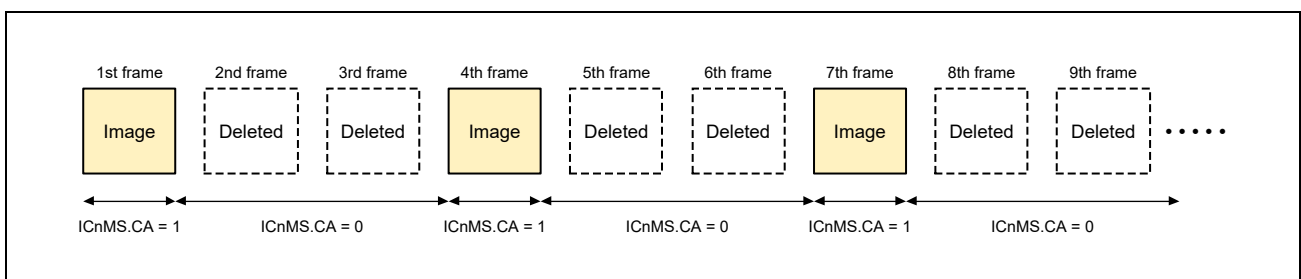 1st frame 2nd frame 3rd frame 4th frame 5th frame 6th frame 7th frame 8th frame 9th frame
Image Deleted Deleted Image Deleted Deleted Image Deleted Deleted •••••
ICnMS.CA = 1 ICnMS.CA = 0 ICnMS.CA = 1 ICnMS.CA = 0 ICnMS.CA = 1 ICnMS.CA = 0